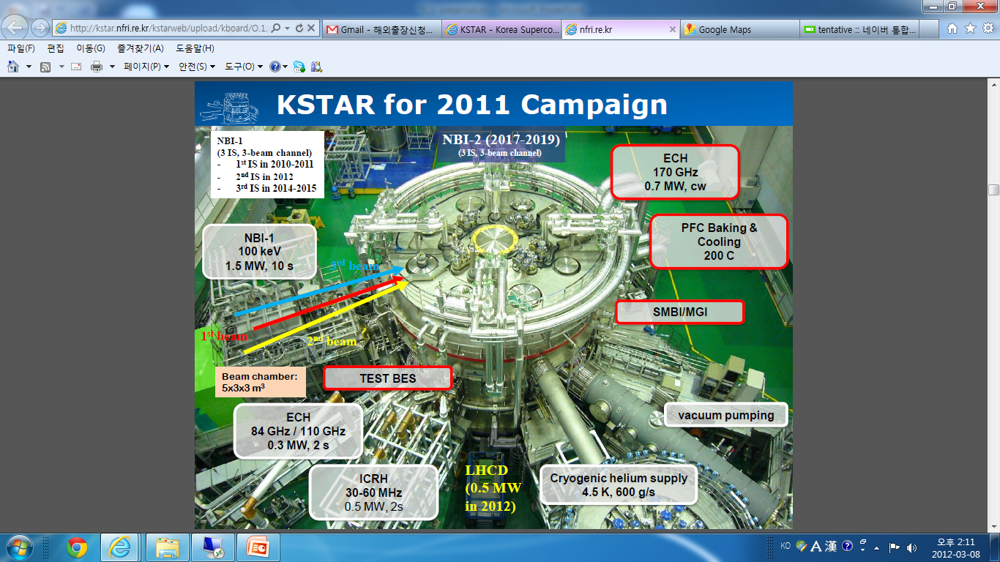 http://kstar.nfri.re.kr/kstarweb/upload/kboard/O.1.
Gmail - 해외출장신청...
KSTAR - Korea Superco...
nfri.re.kr
Google Maps
tentative :: 네이버 통합...
파일(F) 편집 이동(G) 즐겨찾기(A) 도움말(H)
페이지(P) 안전(S) 도구(O)
KSTAR for 2011 Campaign
NBI-1
(3 IS, 3-beam channel)
- 1st IS in 2010-2011
- 2nd IS in 2012
- 3rd IS in 2014-2015
NBI-2 (2017-2019)
(3 IS, 3-beam channel)
ECH
170 GHz
0.7 MW, cw
NBI-1
100 keV
1.5 MW, 10 s
PFC Baking &
Cooling
200 C
3rd beam
1st beam
2nd beam
SMBI/MGI
Beam chamber:
5x3x3 m3
TEST BES
ECH
84 GHz / 110 GHz
0.3 MW, 2 s
vacuum pumping
ICRH
30-60 MHz
0.5 MW, 2s
LHCD
(0.5 MW
in 2012)
Cryogenic helium supply
4.5 K, 600 g/s
KO A 漢
오후 2:11
2012-03-08